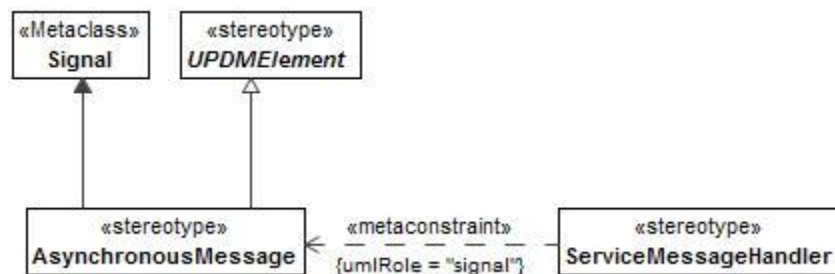 «Metaclass»
Signal
«stereotype»
UPDMElement
«stereotype»
AsynchronousMessage
«metaconstraint»
{umlRole = "signal"}
«stereotype»
ServiceMessageHandler